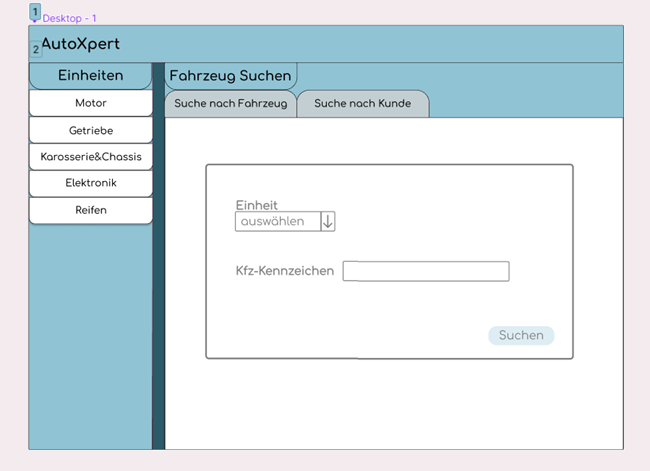 1
Desktop - 1
2
AutoXpert
Einheiten
Fahrzeug Suchen
Motor
Getriebe
Karosserie&Chassis
Elektronik
Reifen
Suche nach Fahrzeug
Suche nach Kunde
Einheit
auswählen
Kfz-Kennzeichen
Suchen